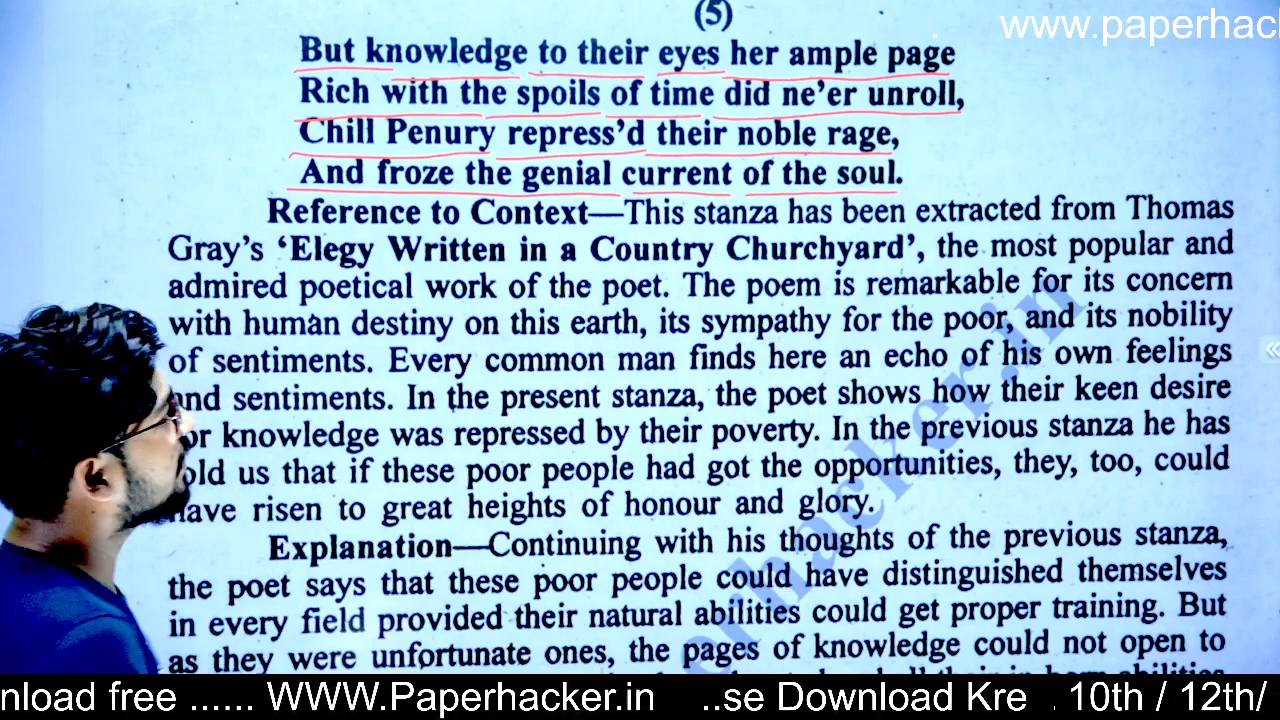 (5)
www.paperhack
But knowledge to their eyes her ample page
Rich with the spoils of time did ne'er unroll,
Chill Penury repress'd their noble rage,
And froze the genial current of the soul.
Reference to Context—This stanza has been extracted from Thomas
Gray's 'Elegy Written in a Country Churchyard', the most popular and
admired poetical work of the poet. The poem is remarkable for its concern
with human destiny on this earth, its sympathy for the poor, and its nobility
of sentiments. Every common man finds here an echo of his own feelings
and sentiments. In the present stanza, the poet shows how their keen desire
or knowledge was repressed by their poverty. In the previous stanza he has
old us that if these poor people had got the opportunities, they, too, could
have risen to great heights of honour and glory.
Explanation—Continuing with his thoughts of the previous stanza,
the poet says that these poor people could have distinguished themselves
in every field provided their natural abilities could get proper training. But
as they were unfortunate ones, the pages of knowledge could not open to
nload free ...... WWW.Paperhacker.in ..se Download Kre . 10th / 12th/
erhacker.in